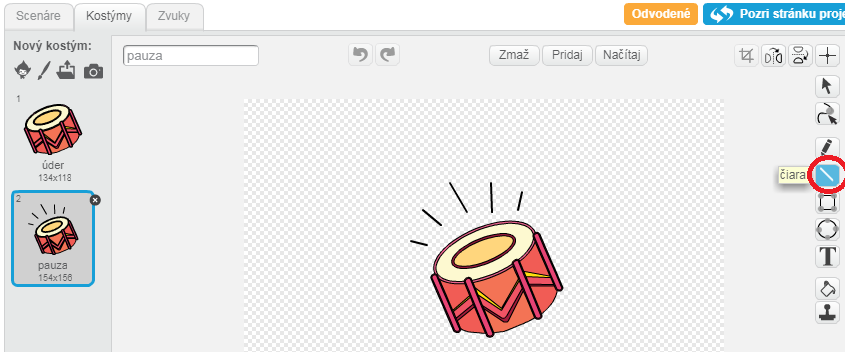 Scenáre Kostýmy Zvuky Odvodené Pozri stránku proje
Nový kostým:
pauza Zmaž Pridaj Načítaj
1
úder
134x118
čiara
2
pauza
154x156
T